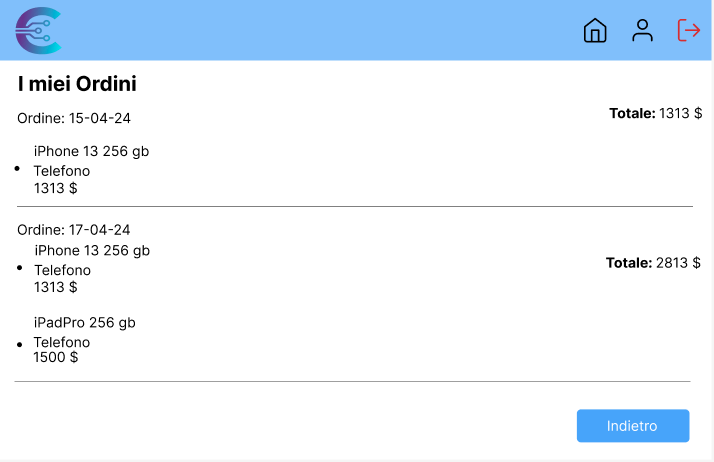 I miei Ordini
Ordine: 15-04-24
Totale: 1313 $
iPhone 13 256 gb
Telefono
1313 $
Ordine: 17-04-24
iPhone 13 256 gb
Totale: 2813 $
Telefono
1313 $
iPadPro 256 gb
Telefono
1500 $
Indietro